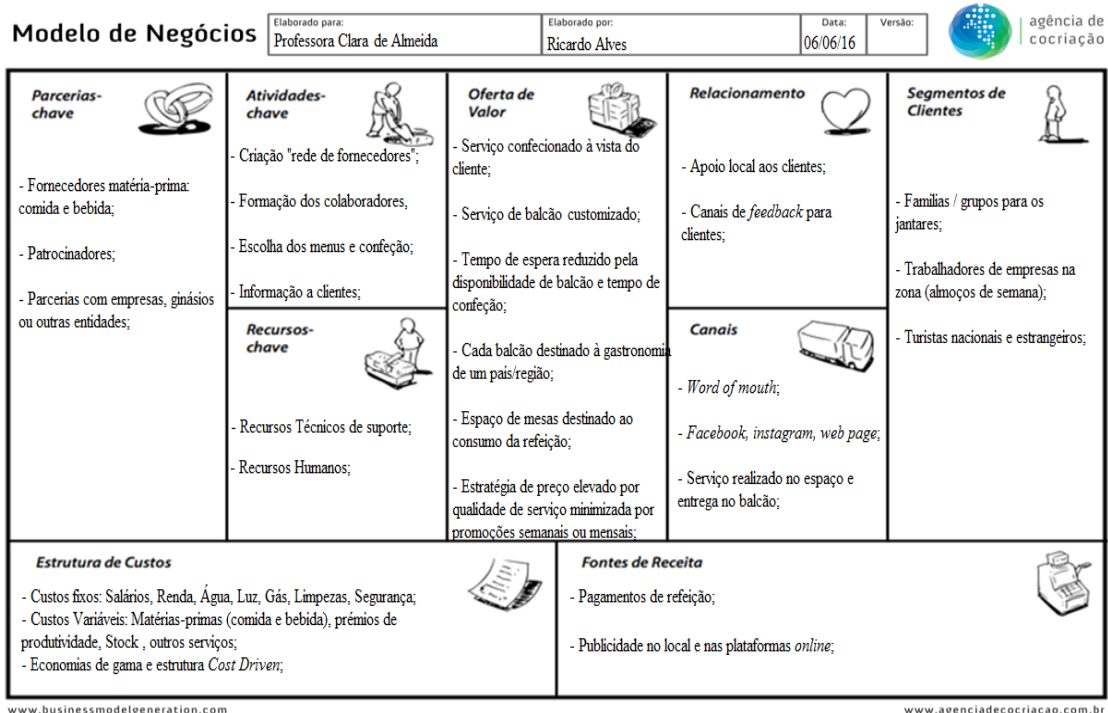 Modelo de Negócios
Elaborado para:
Professora Clara de Almeida
Elaborado por:
Ricardo Alves
Data:
06/06/16
Versão:
agência de
cocriação
Parcerias-
chave
- Fornecedores matéria-prima:
comida e bebida;
- Patrocinadores;
- Parcerias com empresas, ginásios
ou outras entidades;
Atividades-
chave
- Criação "rede de fornecedores";
- Formação dos colaboradores,
- Escolha dos menus e confeção;
- Informação a clientes;
Recursos-
chave
- Recursos Técnicos de suporte;
- Recursos Humanos;
Oferta de
Valor
- Serviço confecionado à vista do
cliente;
- Serviço de balcão customizado;
- Tempo de espera reduzido pela
disponibilidade de balcão e tempo de
confeção;
- Cada balcão destinado à gastronomia
de um país/região;
- Espaço de mesas destinado ao
consumo da refeição;
- Estratégia de preço elevado por
qualidade de serviço minimizada por
promoções semanais ou mensais;
Relacionamento
- Apoio local aos clientes;
- Canais de feedback para
clientes;
Canais
- Word of mouth;
- Facebook, instagram, web page;
- Serviço realizado no espaço e
entrega no balcão;
Segmentos de
Clientes
- Familias / grupos para os
jantares;
- Trabalhadores de empresas na
zona (almoços de semana);
- Turistas nacionais e estrangeiros;
Estrutura de Custos
- Custos fixos: Salários, Renda, Água, Luz, Gás, Limpezas, Segurança;
- Custos Variáveis: Matérias-primas (comida e bebida), prémios de
produtividade, Stock , outros serviços;
- Economias de gama e estrutura Cost Driven;
Fontes de Receita
- Pagamentos de refeição;
- Publicidade no local e nas plataformas online;
www.businessmodelgeneration.com
www.agenciadecocriacao.com.br